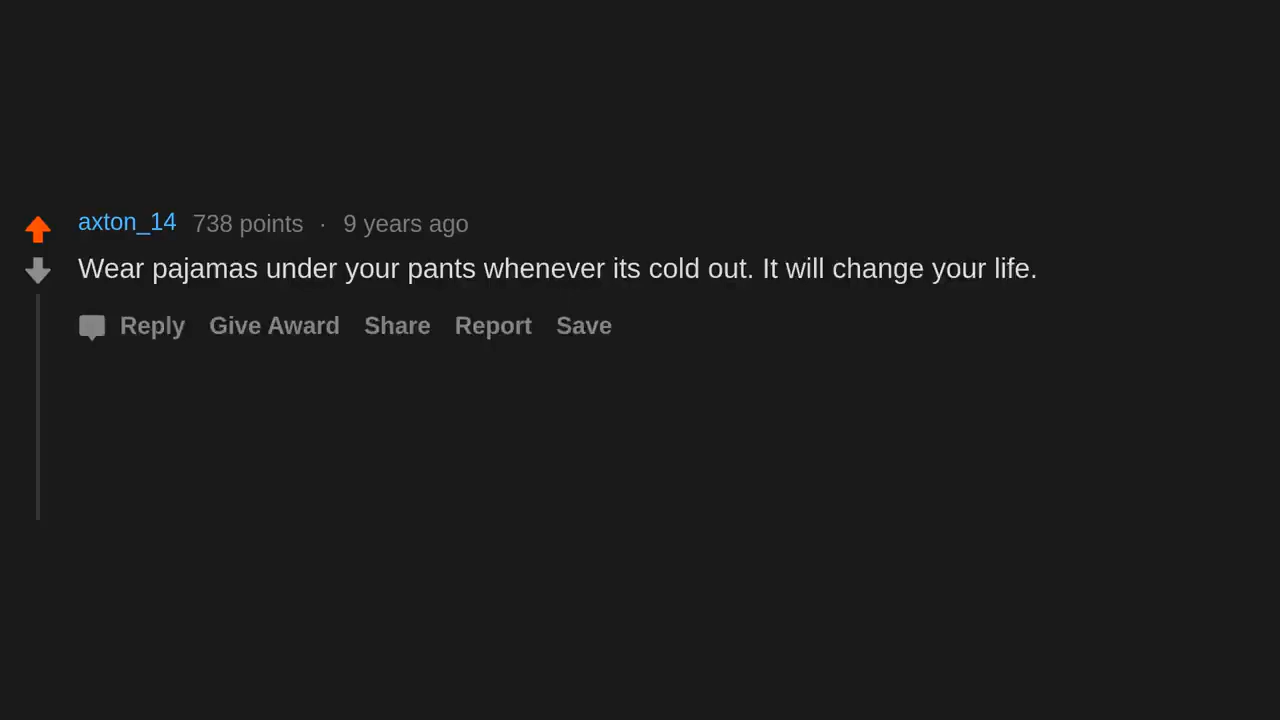 axton_14 738 points · 9 years ago
Wear pajamas under your pants whenever its cold out. It will change your life.
Reply Give Award Share Report Save